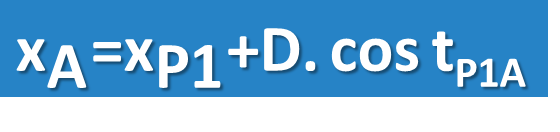 xA=xP1+D. cos tP1A